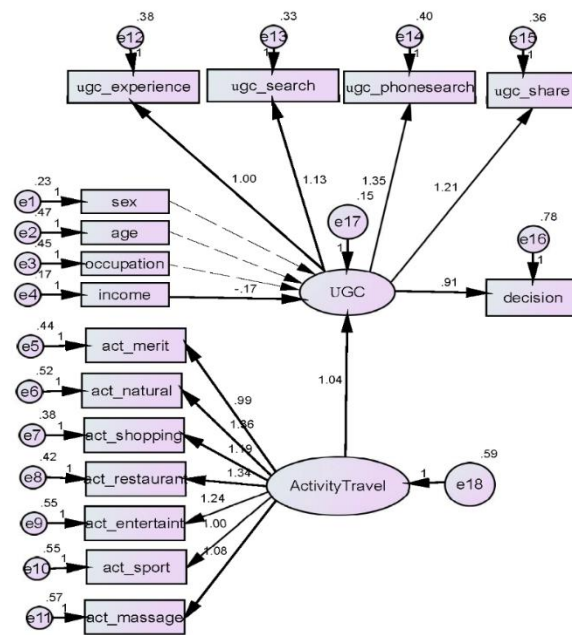 .38 .33 .40 .36
e12 e13 e14 e15
1 1 1 1
ugc_experience ugc_search ugc_phonesearch ugc_share
1.00 1.13 1.35 1.21
.23
e1 1 sex
.47
e2 1 age
.45
e3 1 occupation
.17
e4 1 income -.17
e17 .15
1
UGC
.91
.78
e16
1
decision
1.04
.44
e5 1 act_merit .99
.52
e6 1 act_natural 1.36
.38
e7 1 act_shopping 1.19
.42
e8 1 act_restauran 1.34
.55
e9 1 act_entertaint 1.24
.55
e10 1 act_sport 1.00
.57
e11 1 act_massage 1.08
ActivityTravel 1 e18 .59